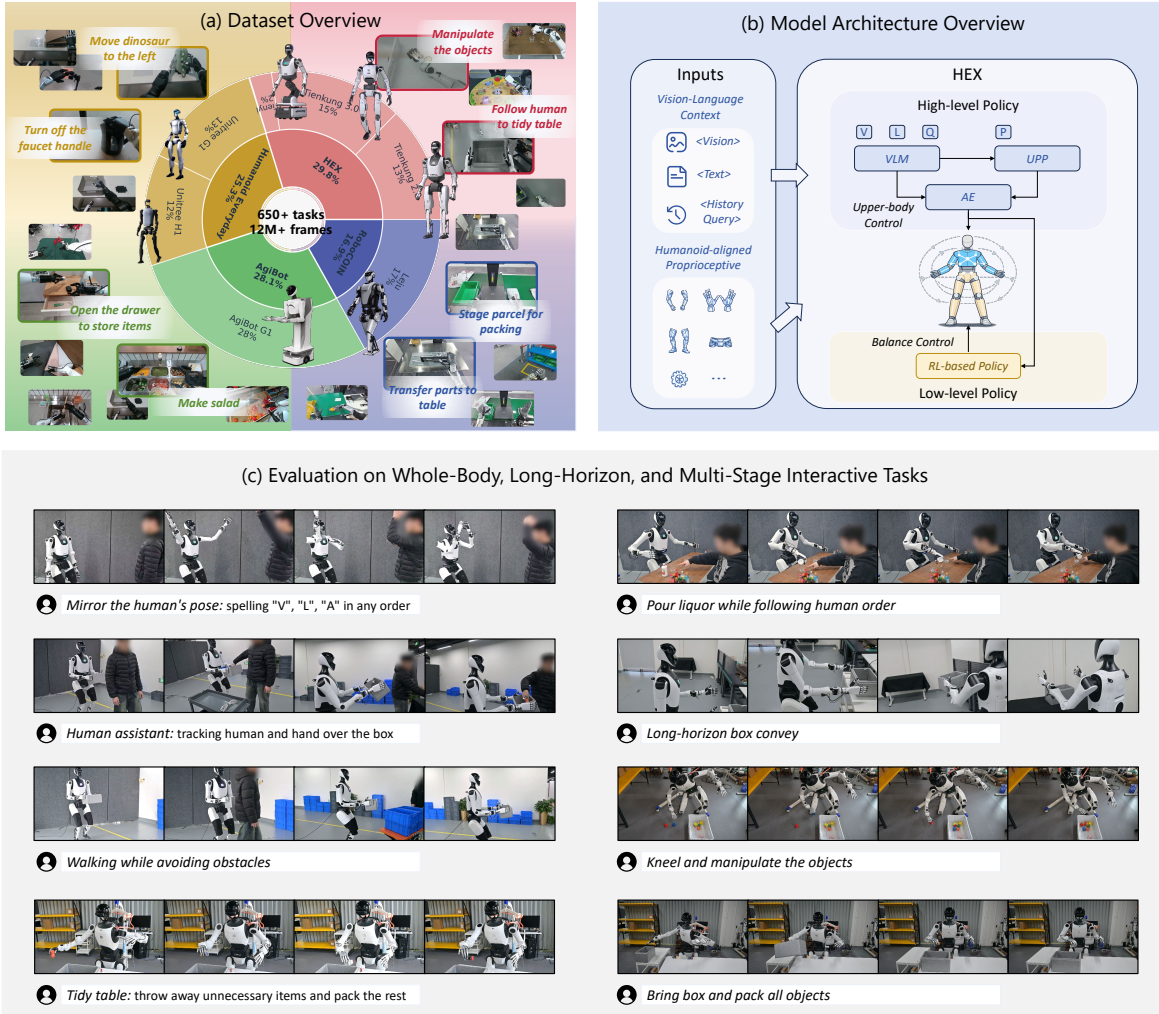 (a) Dataset Overview
Move dinosaur
to the left
Manipulate
the objects
Turn off the
faucet handle
Follow human
to tidy table
Tienkung 3.0
15%
2%
Tienkung 2.
13%
Unitree G1
13%
Unitree H1
12%
HEX
29.8%
Humanoid Everyday
25.3%
650+ tasks
12M+ frames
RoboCOIN
16.9%
Leju
17%
AgiBot
28.1%
AgiBot G1
28%
Open the drawer
to store items
Stage parcel for
packing
Make salad
Transfer parts to
table
(b) Model Architecture Overview
Inputs
Vision-Language
Context
<Vision>
<Text>
<History
Query>
Humanoid-aligned
Proprioceptive
...
HEX
High-level Policy
V
L
Q
P
VLM
UPP
AE
Upper-body
Control
Balance Control
RL-based Policy
Low-level Policy
(c) Evaluation on Whole-Body, Long-Horizon, and Multi-Stage Interactive Tasks
Mirror the human's pose: spelling "V", "L", "A" in any order
Pour liquor while following human order
Human assistant: tracking human and hand over the box
Long-horizon box convey
Walking while avoiding obstacles
Kneel and manipulate the objects
Tidy table: throw away unnecessary items and pack the rest
Bring box and pack all objects